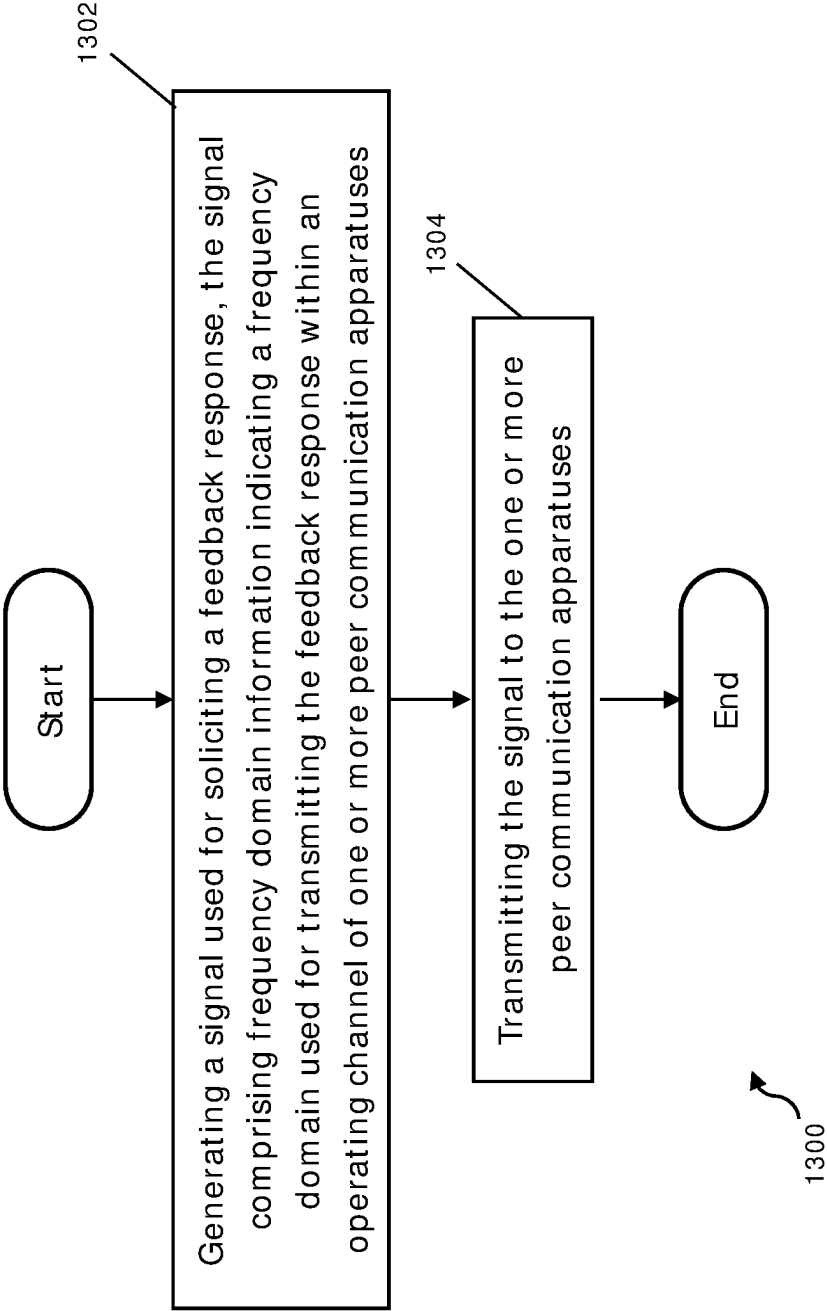 Start
1302
Generating a signal used for soliciting a feedback response, the signal
comprising frequency domain information indicating a frequency
domain used for transmitting the feedback response within an
operating channel of one or more peer communication apparatuses
1304
Transmitting the signal to the one or more
peer communication apparatuses
End
1300